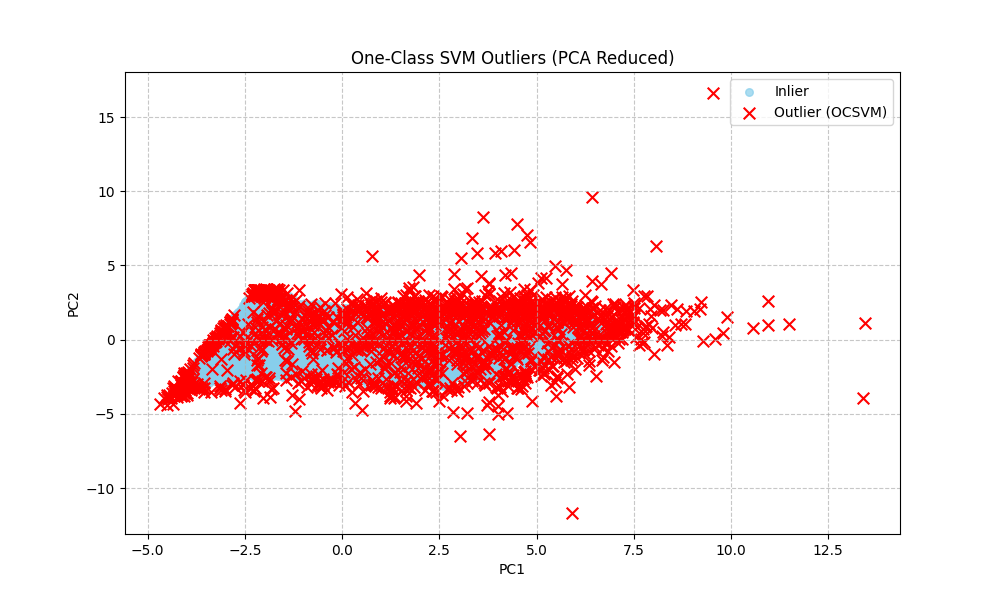 One-Class SVM Outliers (PCA Reduced)
Inlier
Outlier (OCSVM)
15
10
5
0
−5
−10
PC2
−5.0
−2.5
0.0
2.5
5.0
7.5
10.0
12.5
PC1